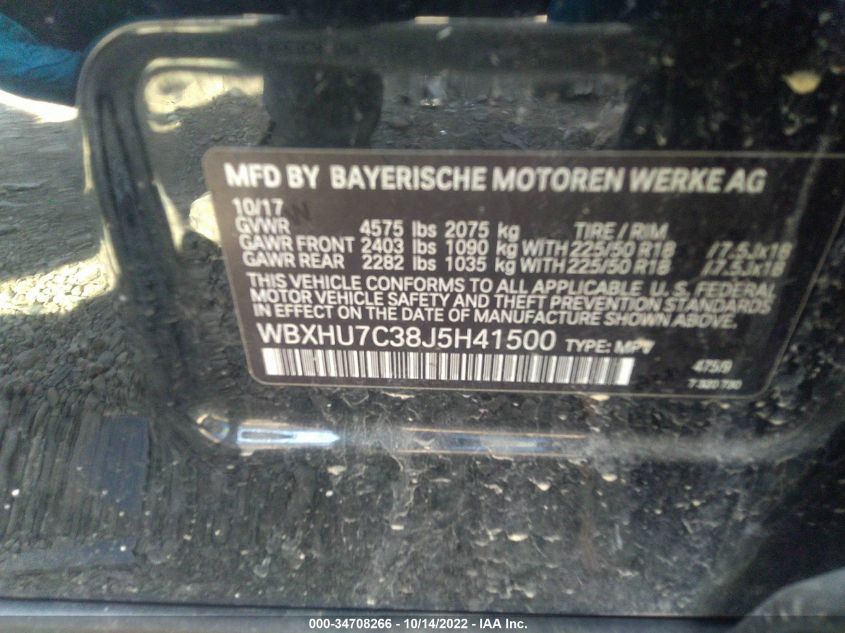 MFD BY BAYERISCHE MOTOREN WERKE AG
10/17
GVWR 4575 lbs 2075 kg TIRE / RIM
GAWR FRONT 2403 lbs 1090 kg WITH 225/50 R18 /7.5Jx18
GAWR REAR 2282 lbs 1035 kg WITH 225/50 R18 /7.5Jx18
THIS VEHICLE CONFORMS TO ALL APPLICABLE U.S. FEDERAL
MOTOR VEHICLE SAFETY AND THEFT PREVENTION STANDARDS
IN EFFECT ON THE DATE OF MANUFACTURE SHOWN ABOVE.
WBXHU7C38J5H41500 TYPE: MPV
475/9
000-34708266 - 10/14/2022 - IAA Inc.